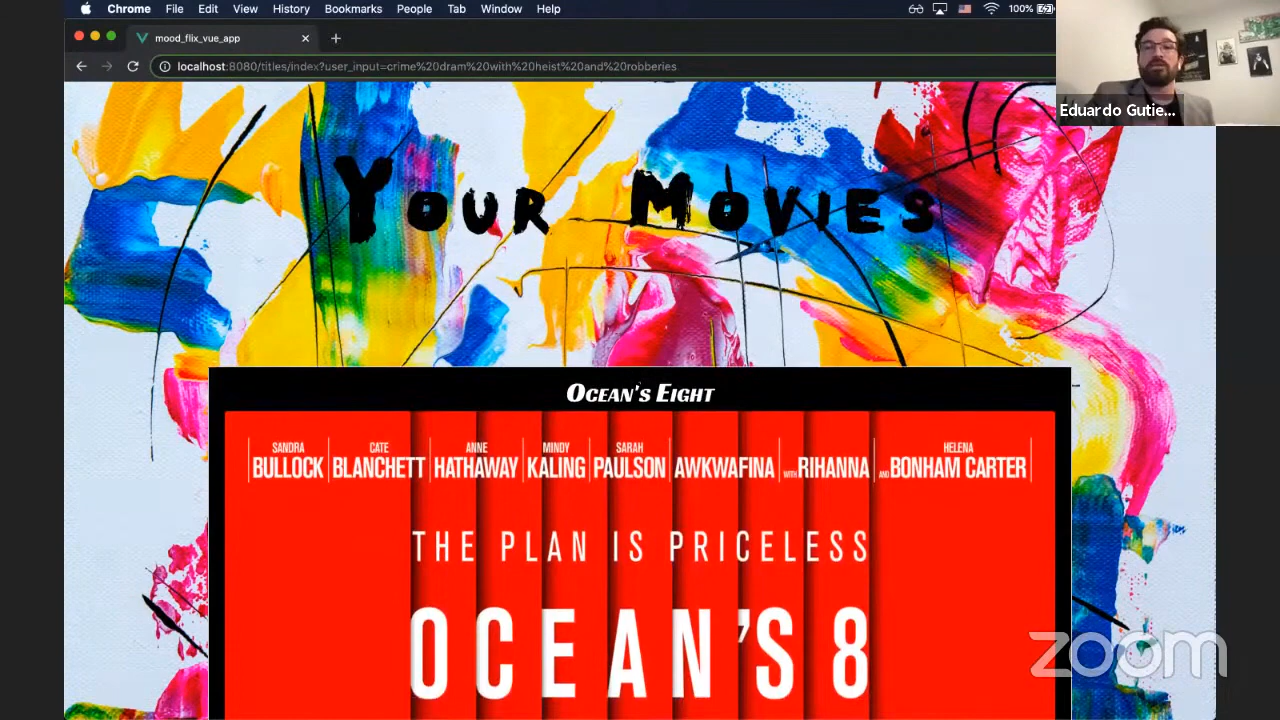 Chrome File Edit View History Bookmarks People Tab Window Help 100%
mood_flix_vue_app
localhost:8080/titles/index?user_input=crime%20dram%20with%20heist%20and%20robberies
Eduardo Gutie...
Your Movies
Ocean's Eight
SANDRA BULLOCK CATE BLANCHETT ANNE HATHAWAY MINDY KALING SARAH PAULSON AWKWAFINA WITH RIHANNA AND HELENA BONHAM CARTER
THE PLAN IS PRICELESS
OCEAN'S 8
zoom